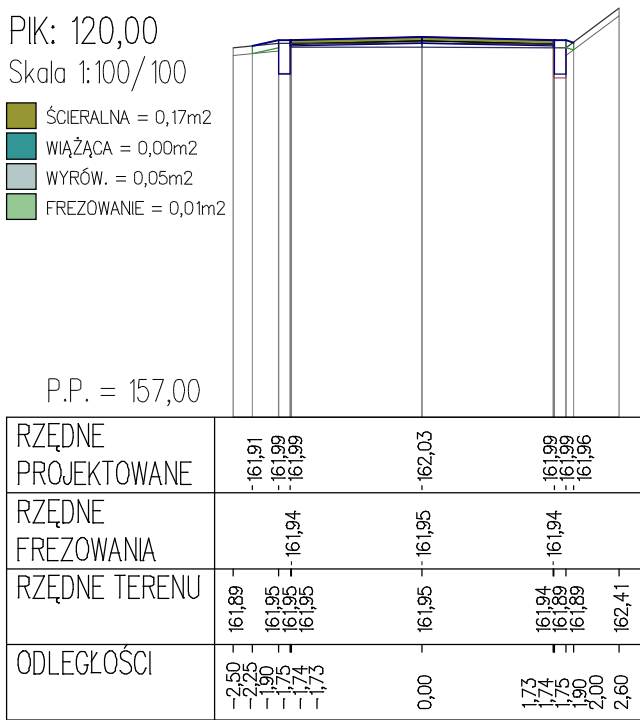 PIK: 120,00
Skala 1:100/100
ŚCIERALNA = 0,17m2
WIĄŻĄCA = 0,00m2
WYRÓW. = 0,05m2
FREZOWANIE = 0,01m2
P.P. = 157,00
RZĘDNE PROJEKTOWANE
161,91 161,99 161,99 162,03 161,99 161,99 161,96
RZĘDNE FREZOWANIA
161,94 161,95 161,94
RZĘDNE TERENU
161,89 161,95 161,95 161,95 161,95 161,94 161,89 161,89 162,41
ODLEGŁOŚCI
-2,50 -2,25 -1,90 -1,75 -1,74 -1,73 0,00 1,73 1,74 1,75 1,90 2,00 2,60